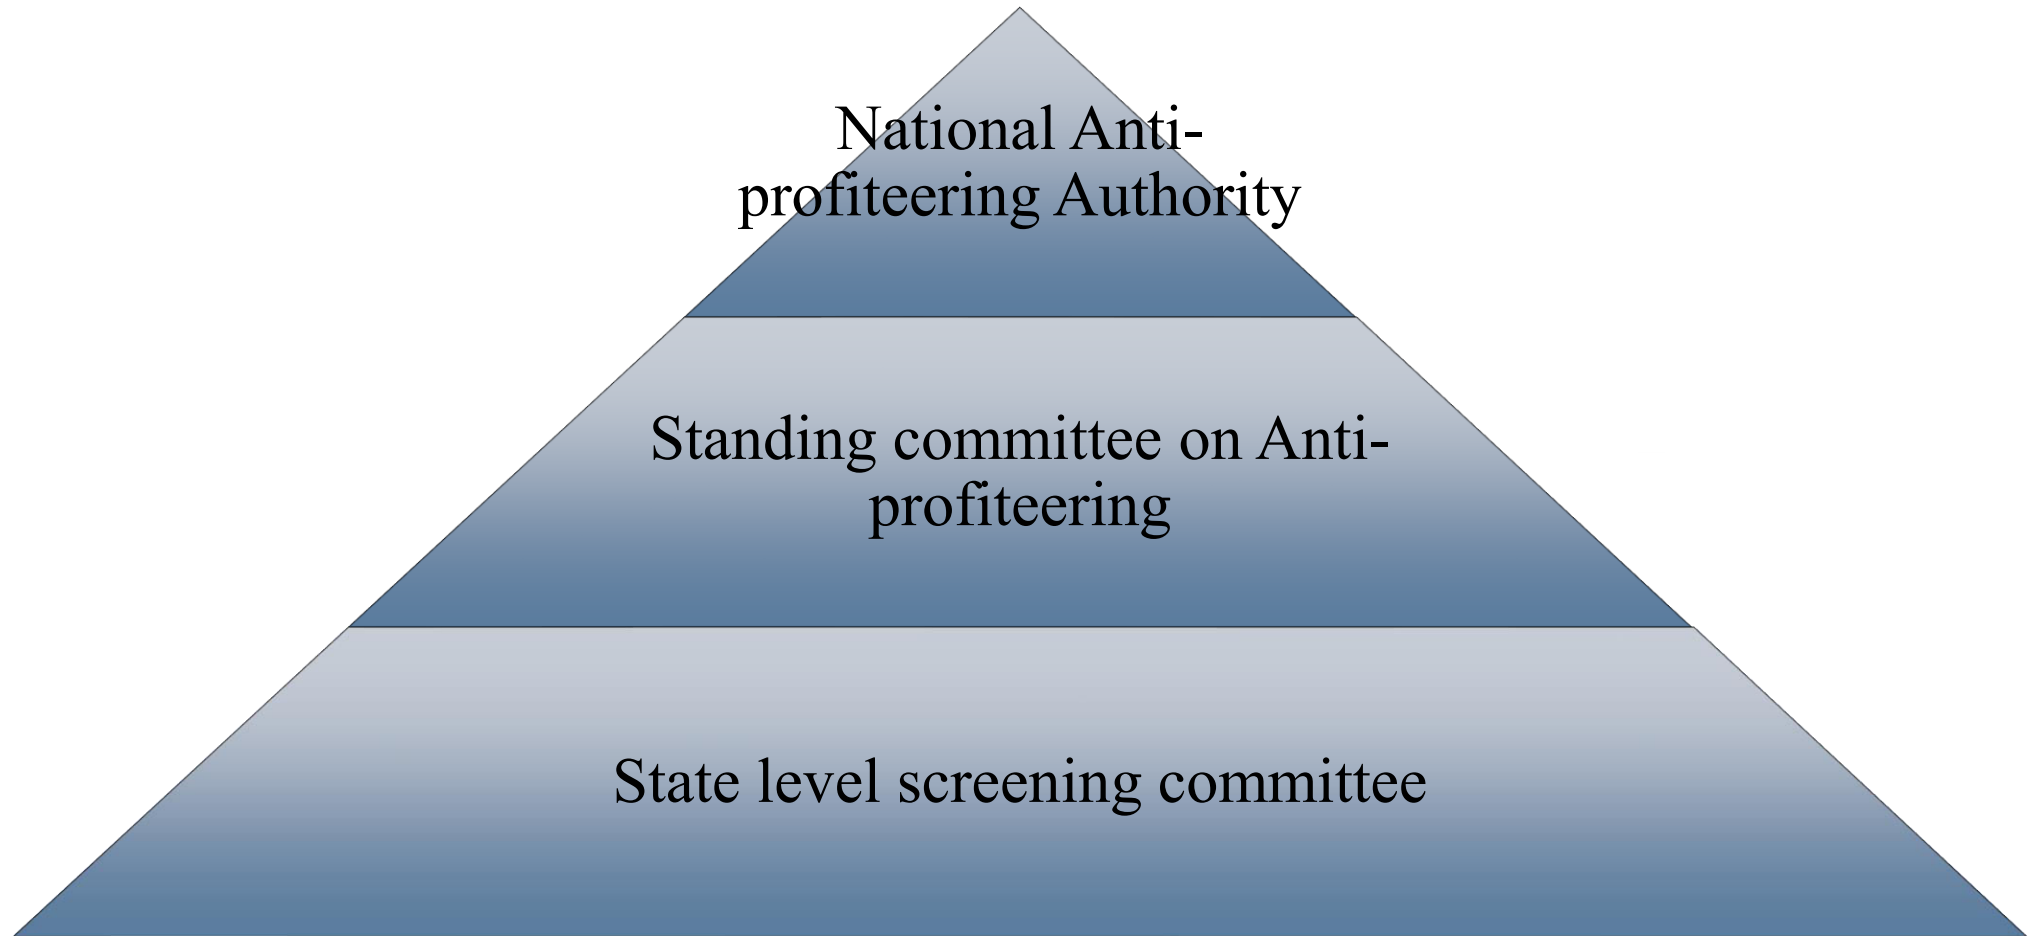 National Anti-
profiteering Authority
Standing committee on Anti-
profiteering
State level screening committee